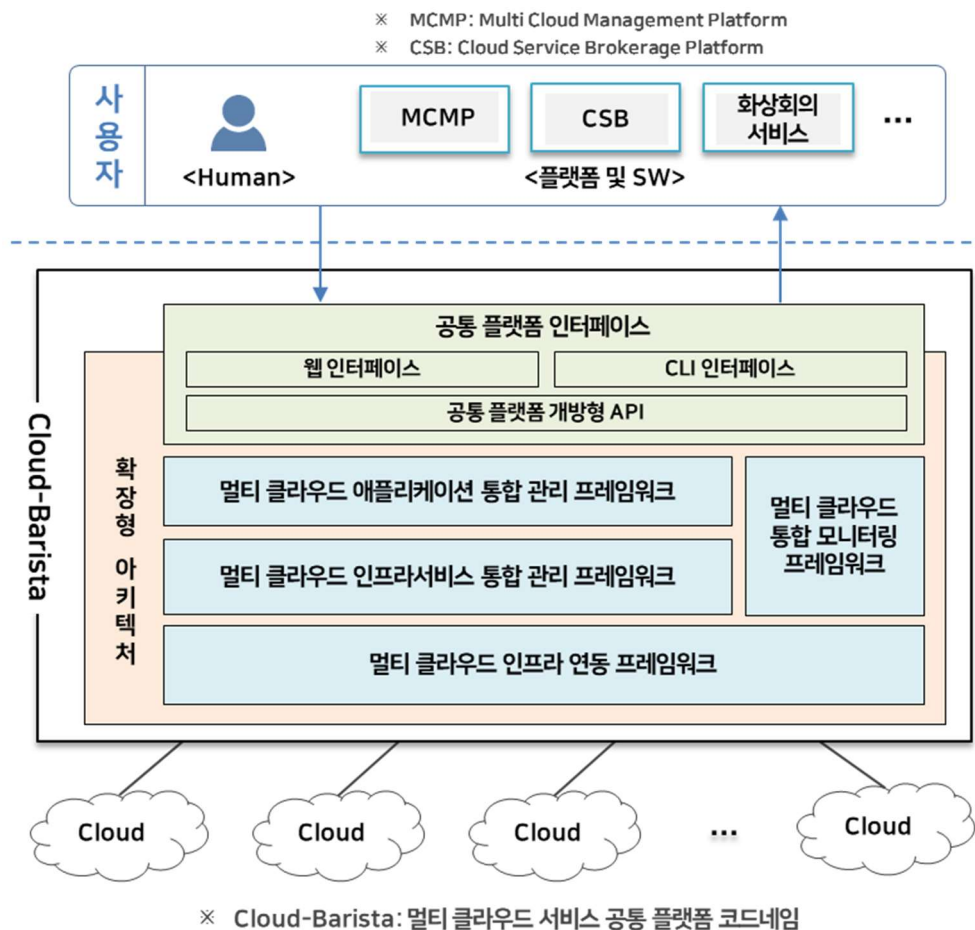 ※ MCMP: Multi Cloud Management Platform
※ CSB: Cloud Service Brokerage Platform
사용자
MCMP
CSB
화상회의
서비스
...
<Human>
<플랫폼 및 SW>
Cloud-Barista
확장형 아키텍처
공통 플랫폼 인터페이스
웹 인터페이스
CLI 인터페이스
공통 플랫폼 개방형 API
멀티 클라우드 애플리케이션 통합 관리 프레임워크
멀티 클라우드 인프라서비스 통합 관리 프레임워크
멀티 클라우드
통합 모니터링
프레임워크
멀티 클라우드 인프라 연동 프레임워크
Cloud
Cloud
Cloud
...
Cloud
※ Cloud-Barista: 멀티 클라우드 서비스 공통 플랫폼 코드네임